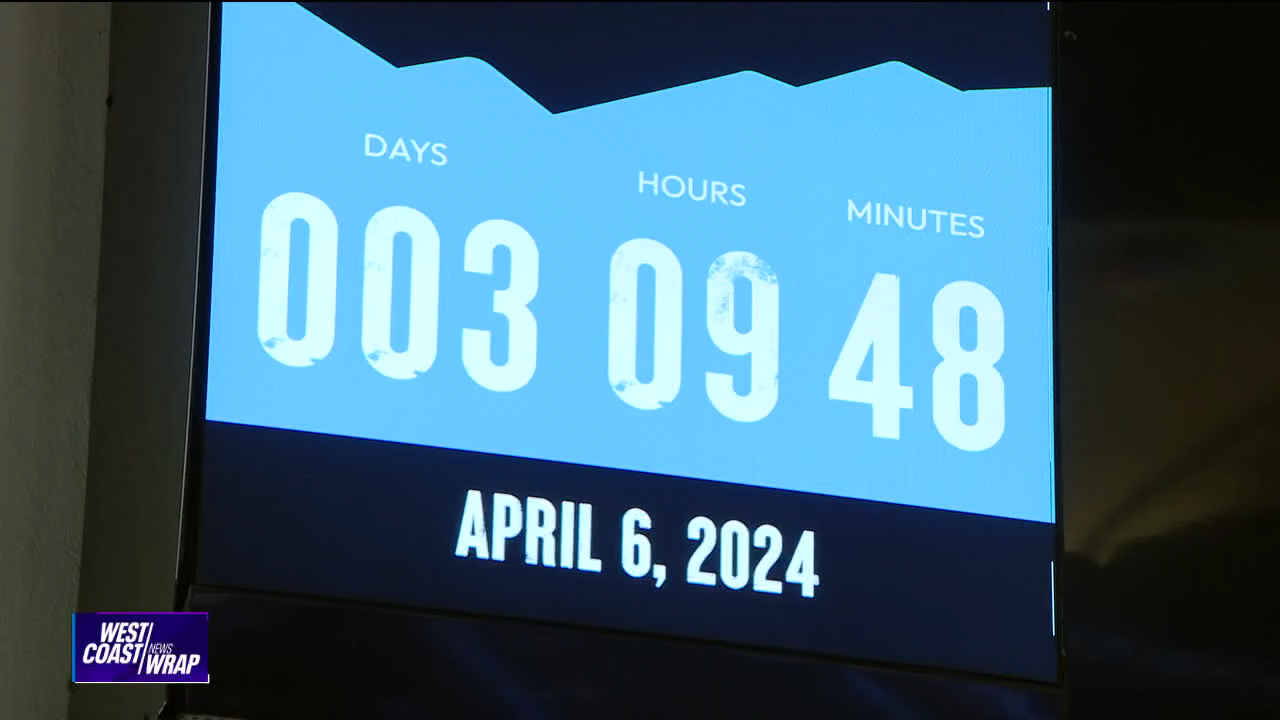 DAYS HOURS MINUTES
003 09 48
APRIL 6, 2024
WEST
COAST NEWS WRAP